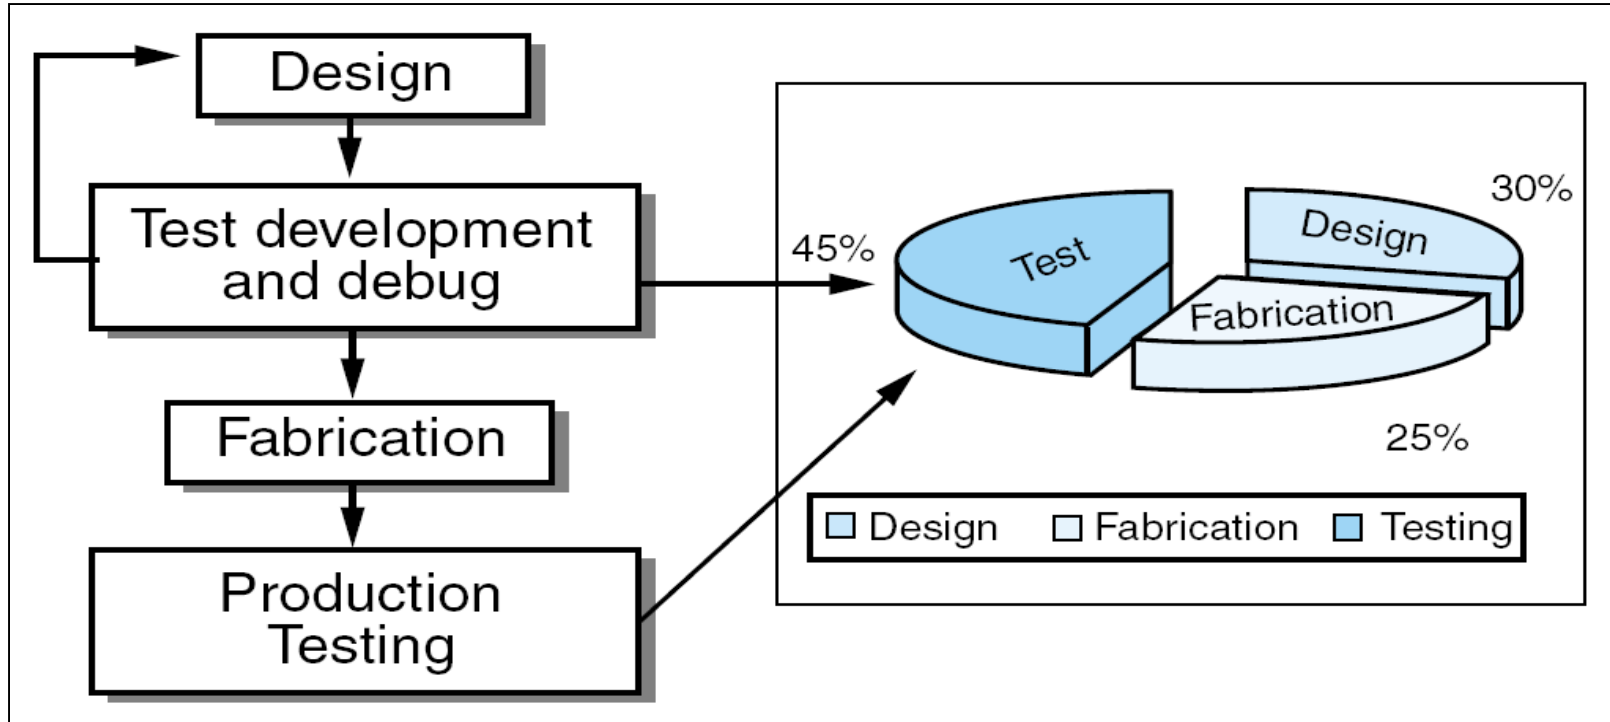 Design
Test development
and debug
Fabrication
Production
Testing
45%
30%
25%
Test
Design
Fabrication
Design Fabrication Testing